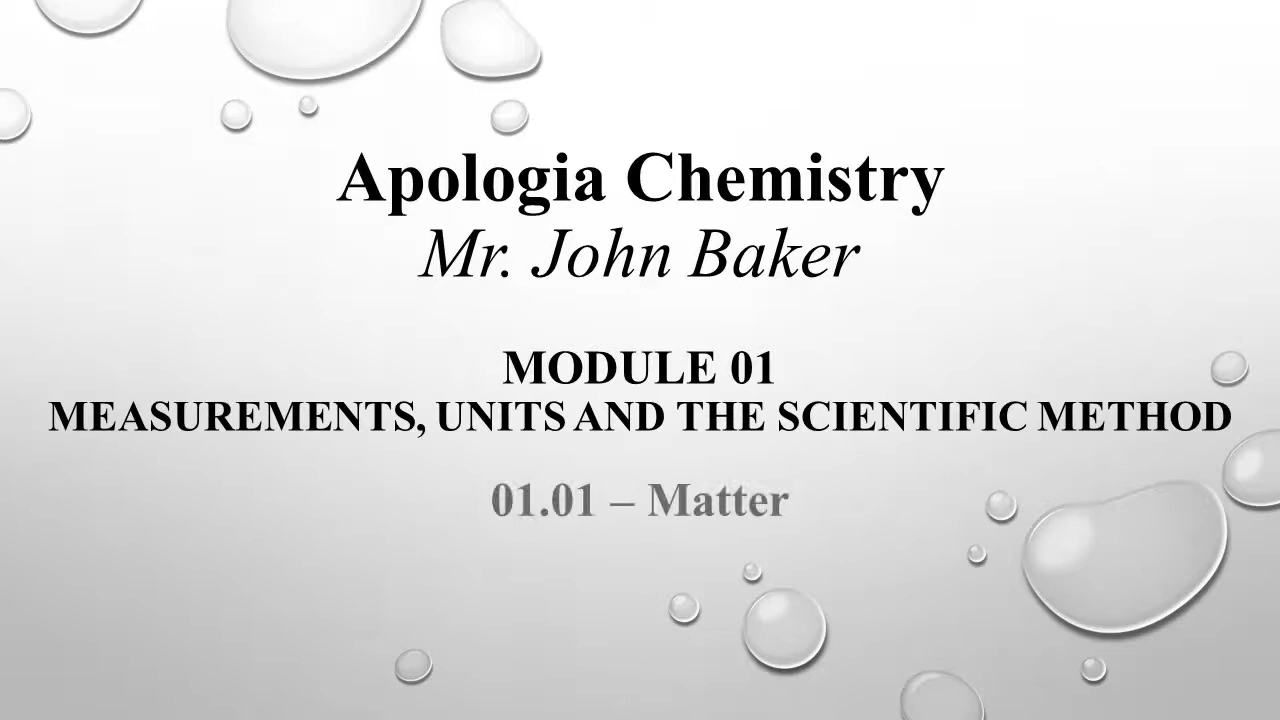 Apologia Chemistry
Mr. John Baker
MODULE 01
MEASUREMENTS, UNITS AND THE SCIENTIFIC METHOD
01.01 – Matter